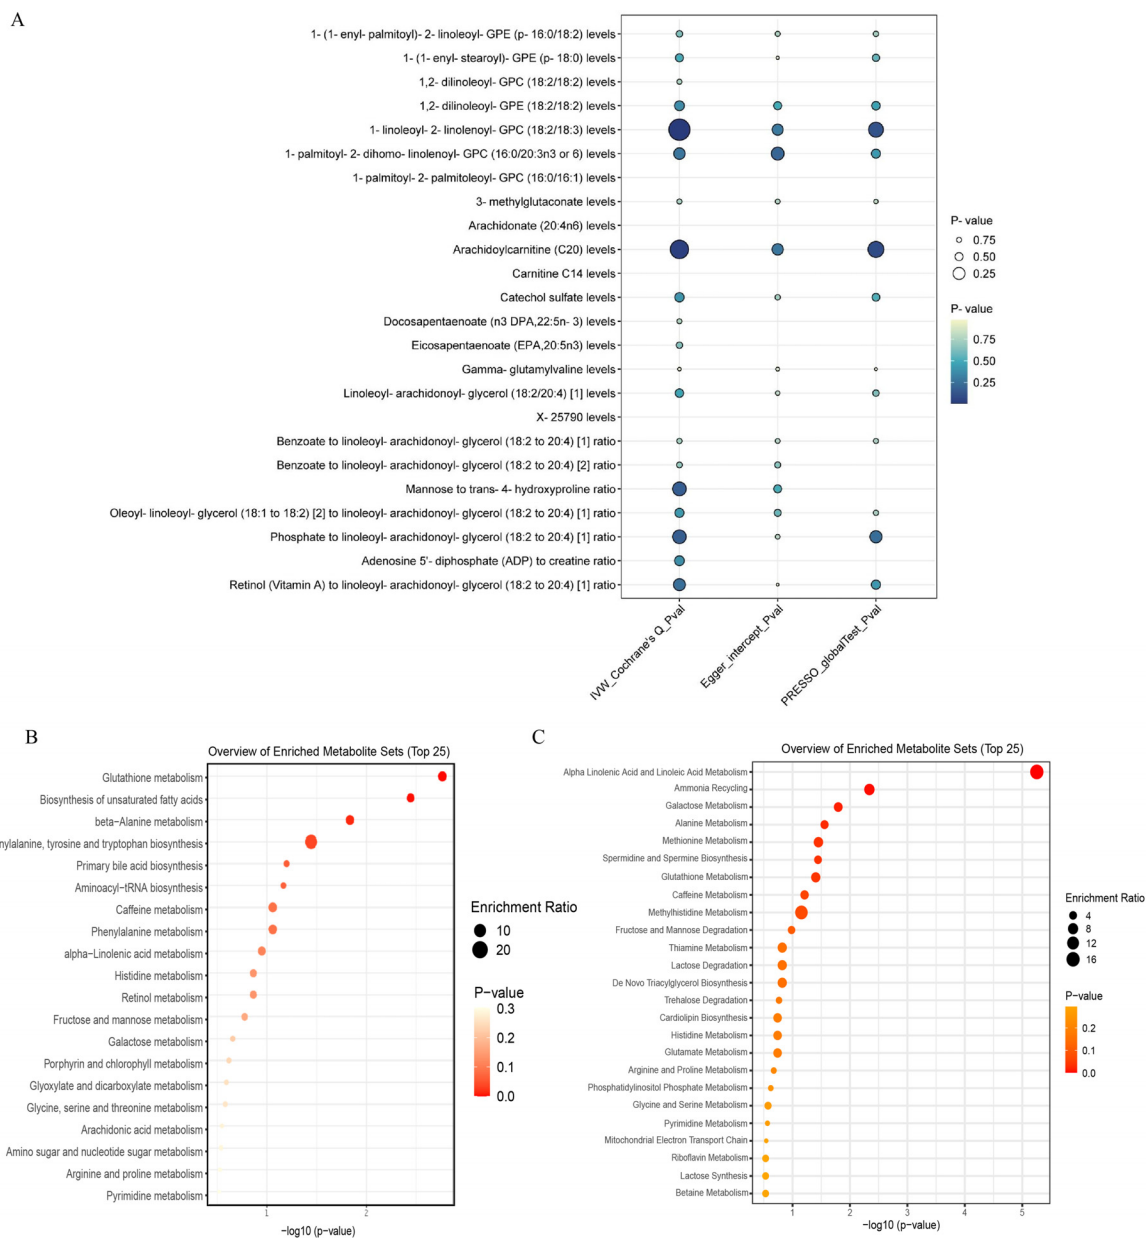 A
1- (1- enyl- palmitoyl)- 2- linoleoyl- GPE (p- 16:0/18:2) levels
1- (1- enyl- stearoyl)- GPE (p- 18:0) levels
1,2- dilinoleoyl- GPC (18:2/18:2) levels
1,2- dilinoleoyl- GPE (18:2/18:2) levels
1- linoleoyl- 2- linolenoyl- GPC (18:2/18:3) levels
1- palmitoyl- 2- dihomo- linolenoyl- GPC (16:0/20:3n3 or 6) levels
1- palmitoyl- 2- palmitoleoyl- GPC (16:0/16:1) levels
3- methylglutaconate levels
Arachidonate (20:4n6) levels
Arachidoylcarnitine (C20) levels
Carnitine C14 levels
Catechol sulfate levels
Docosapentaenoate (n3 DPA,22:5n- 3) levels
Eicosapentaenoate (EPA,20:5n3) levels
Gamma- glutamylvaline levels
Linoleoyl- arachidonoyl- glycerol (18:2/20:4) [1] levels
X- 25790 levels
Benzoate to linoleoyl- arachidonoyl- glycerol (18:2 to 20:4) [1] ratio
Benzoate to linoleoyl- arachidonoyl- glycerol (18:2 to 20:4) [2] ratio
Mannose to trans- 4- hydroxyproline ratio
Oleoyl- linoleoyl- glycerol (18:1 to 18:2) [2] to linoleoyl- arachidonoyl- glycerol (18:2 to 20:4) [1] ratio
Phosphate to linoleoyl- arachidonoyl- glycerol (18:2 to 20:4) [1] ratio
Adenosine 5'- diphosphate (ADP) to creatine ratio
Retinol (Vitamin A) to linoleoyl- arachidonoyl- glycerol (18:2 to 20:4) [1] ratio
IVW_Cochrane's Q_Pval
Egger_intercept_Pval
PRESSO_globalTest_Pval
P- value
0.75
0.50
0.25
P- value
0.75
0.50
0.25
B
Overview of Enriched Metabolite Sets (Top 25)
Glutathione metabolism
Biosynthesis of unsaturated fatty acids
beta−Alanine metabolism
nylalanine, tyrosine and tryptophan biosynthesis
Primary bile acid biosynthesis
Aminoacyl−tRNA biosynthesis
Caffeine metabolism
Phenylalanine metabolism
alpha−Linolenic acid metabolism
Histidine metabolism
Retinol metabolism
Fructose and mannose metabolism
Galactose metabolism
Porphyrin and chlorophyll metabolism
Glyoxylate and dicarboxylate metabolism
Glycine, serine and threonine metabolism
Arachidonic acid metabolism
Amino sugar and nucleotide sugar metabolism
Arginine and proline metabolism
Pyrimidine metabolism
1
2
−log10 (p−value)
Enrichment Ratio
10
20
P−value
0.3
0.2
0.1
0.0
C
Overview of Enriched Metabolite Sets (Top 25)
Alpha Linolenic Acid and Linoleic Acid Metabolism
Ammonia Recycling
Galactose Metabolism
Alanine Metabolism
Methionine Metabolism
Spermidine and Spermine Biosynthesis
Glutathione Metabolism
Caffeine Metabolism
Methylhistidine Metabolism
Fructose and Mannose Degradation
Thiamine Metabolism
Lactose Degradation
De Novo Triacylglycerol Biosynthesis
Trehalose Degradation
Cardiolipin Biosynthesis
Histidine Metabolism
Glutamate Metabolism
Arginine and Proline Metabolism
Phosphatidylinositol Phosphate Metabolism
Glycine and Serine Metabolism
Pyrimidine Metabolism
Mitochondrial Electron Transport Chain
Riboflavin Metabolism
Lactose Synthesis
Betaine Metabolism
1
2
3
4
5
−log10 (p−value)
Enrichment Ratio
4
8
12
16
P−value
0.2
0.1
0.0